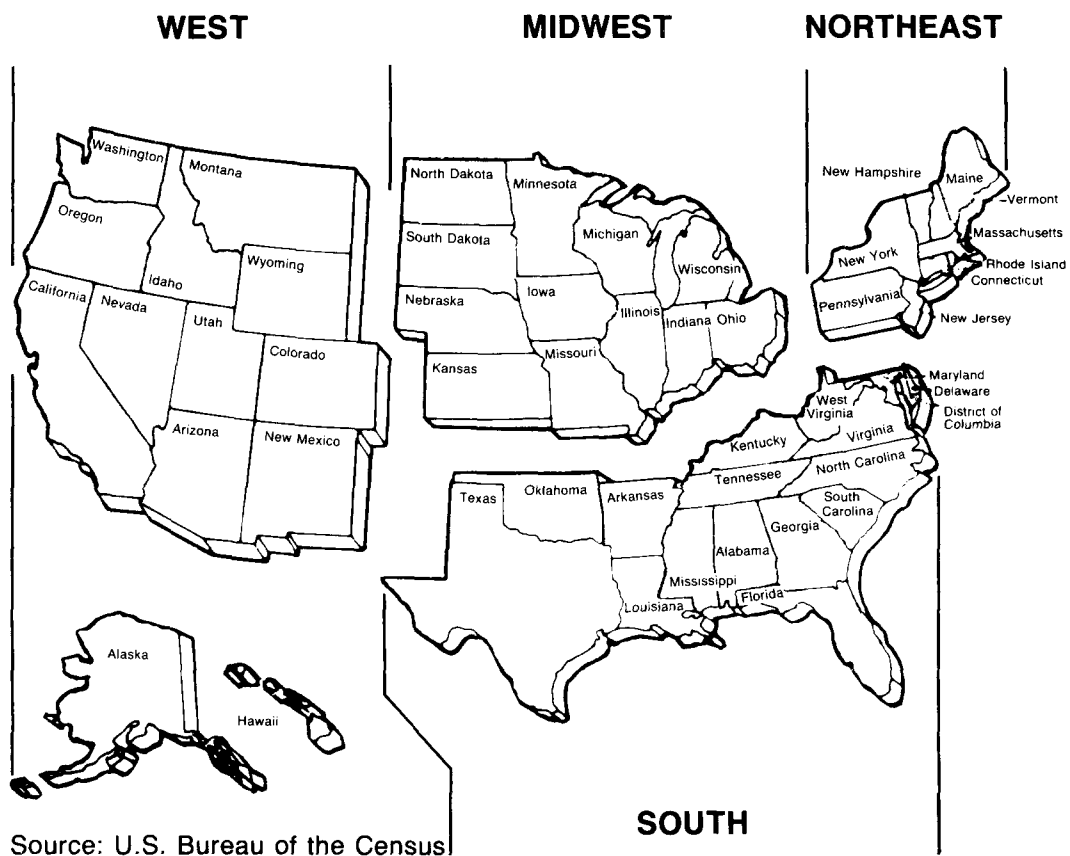 WEST
MIDWEST
NORTHEAST
Washington
Montana
Oregon
Idaho
Wyoming
California
Nevada
Utah
Colorado
Arizona
New Mexico
Alaska
Hawaii
North Dakota
Minnesota
South Dakota
Michigan
Wisconsin
Nebraska
Iowa
Illinois
Indiana
Ohio
Kansas
Missouri
New Hampshire
Maine
Vermont
Massachusetts
New York
Rhode Island
Connecticut
Pennsylvania
New Jersey
Maryland
Delaware
District of
Columbia
West
Virginia
Kentucky
Virginia
Tennessee
North Carolina
Texas
Oklahoma
Arkansas
South
Carolina
Georgia
Alabama
Mississippi
Louisiana
Florida
SOUTH
Source: U.S. Bureau of the Census